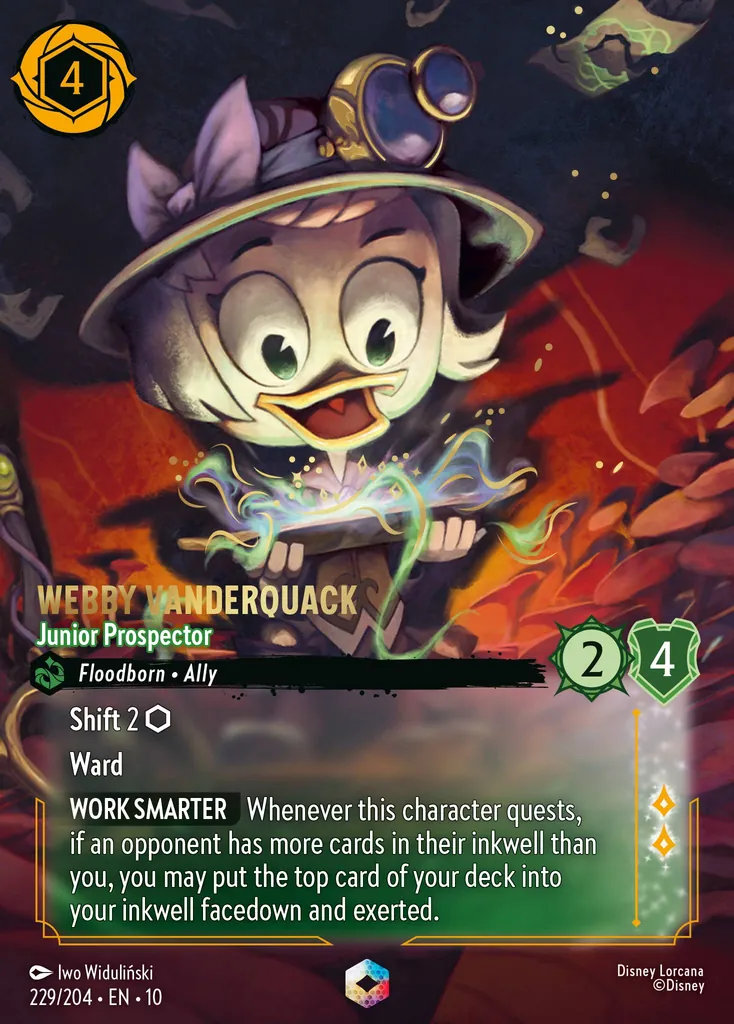 4
WEBBY VANDERQUACK
Junior Prospector
Floodborn • Ally
2 4
Shift 2
Ward
WORK SMARTER Whenever this character quests,
if an opponent has more cards in their inkwell than
you, you may put the top card of your deck into
your inkwell facedown and exerted.
Iwo Widuliński
229/204 • EN • 10
Disney Lorcana
©Disney